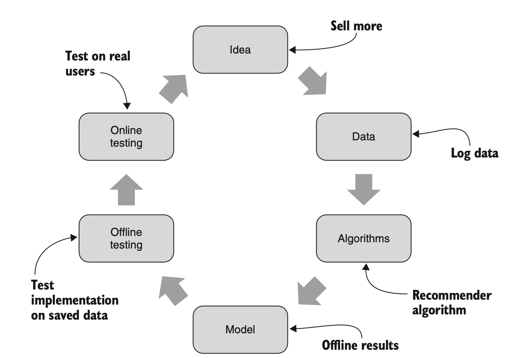 Idea
Sell more
Test on real
users
Online
testing
Data
Log data
Offline
testing
Algorithms
Test
implementation
on saved data
Recommender
algorithm
Model
Offline results